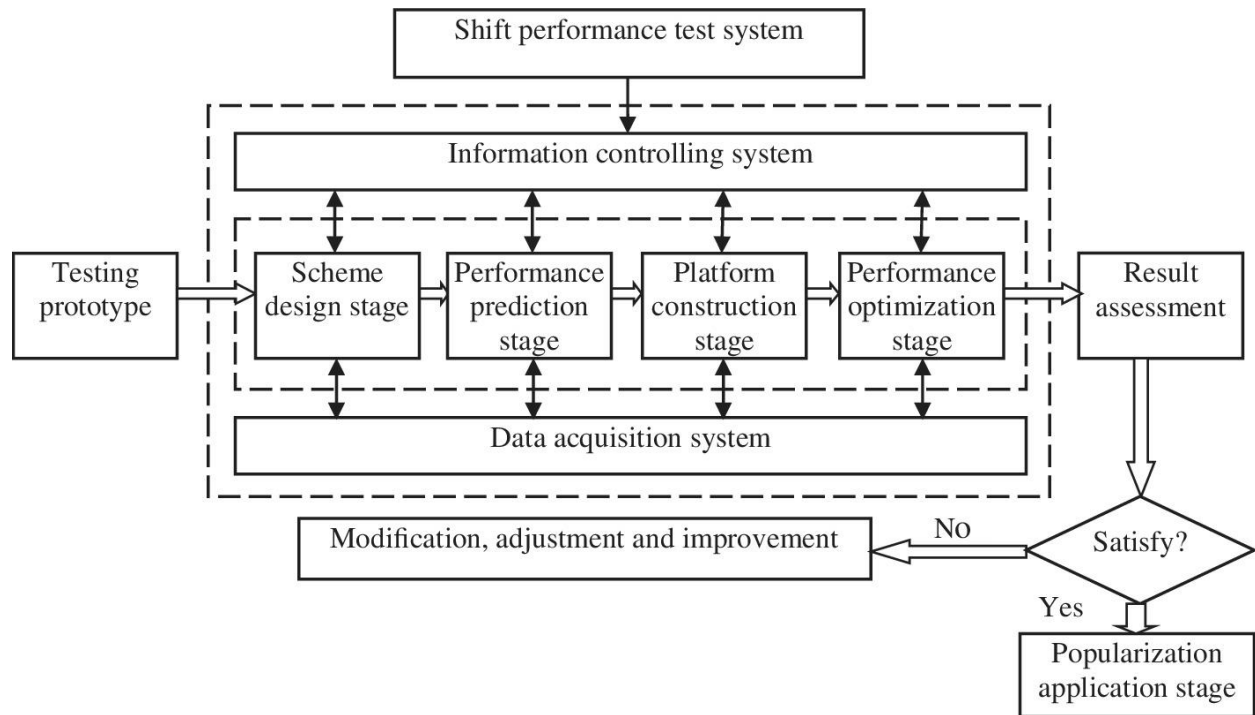 Shift performance test system
Information controlling system
Testing
prototype
Scheme
design stage
Performance
prediction
stage
Platform
construction
stage
Performance
optimization
stage
Result
assessment
Data acquisition system
Modification, adjustment and improvement
No
Satisfy?
Yes
Popularization
application stage